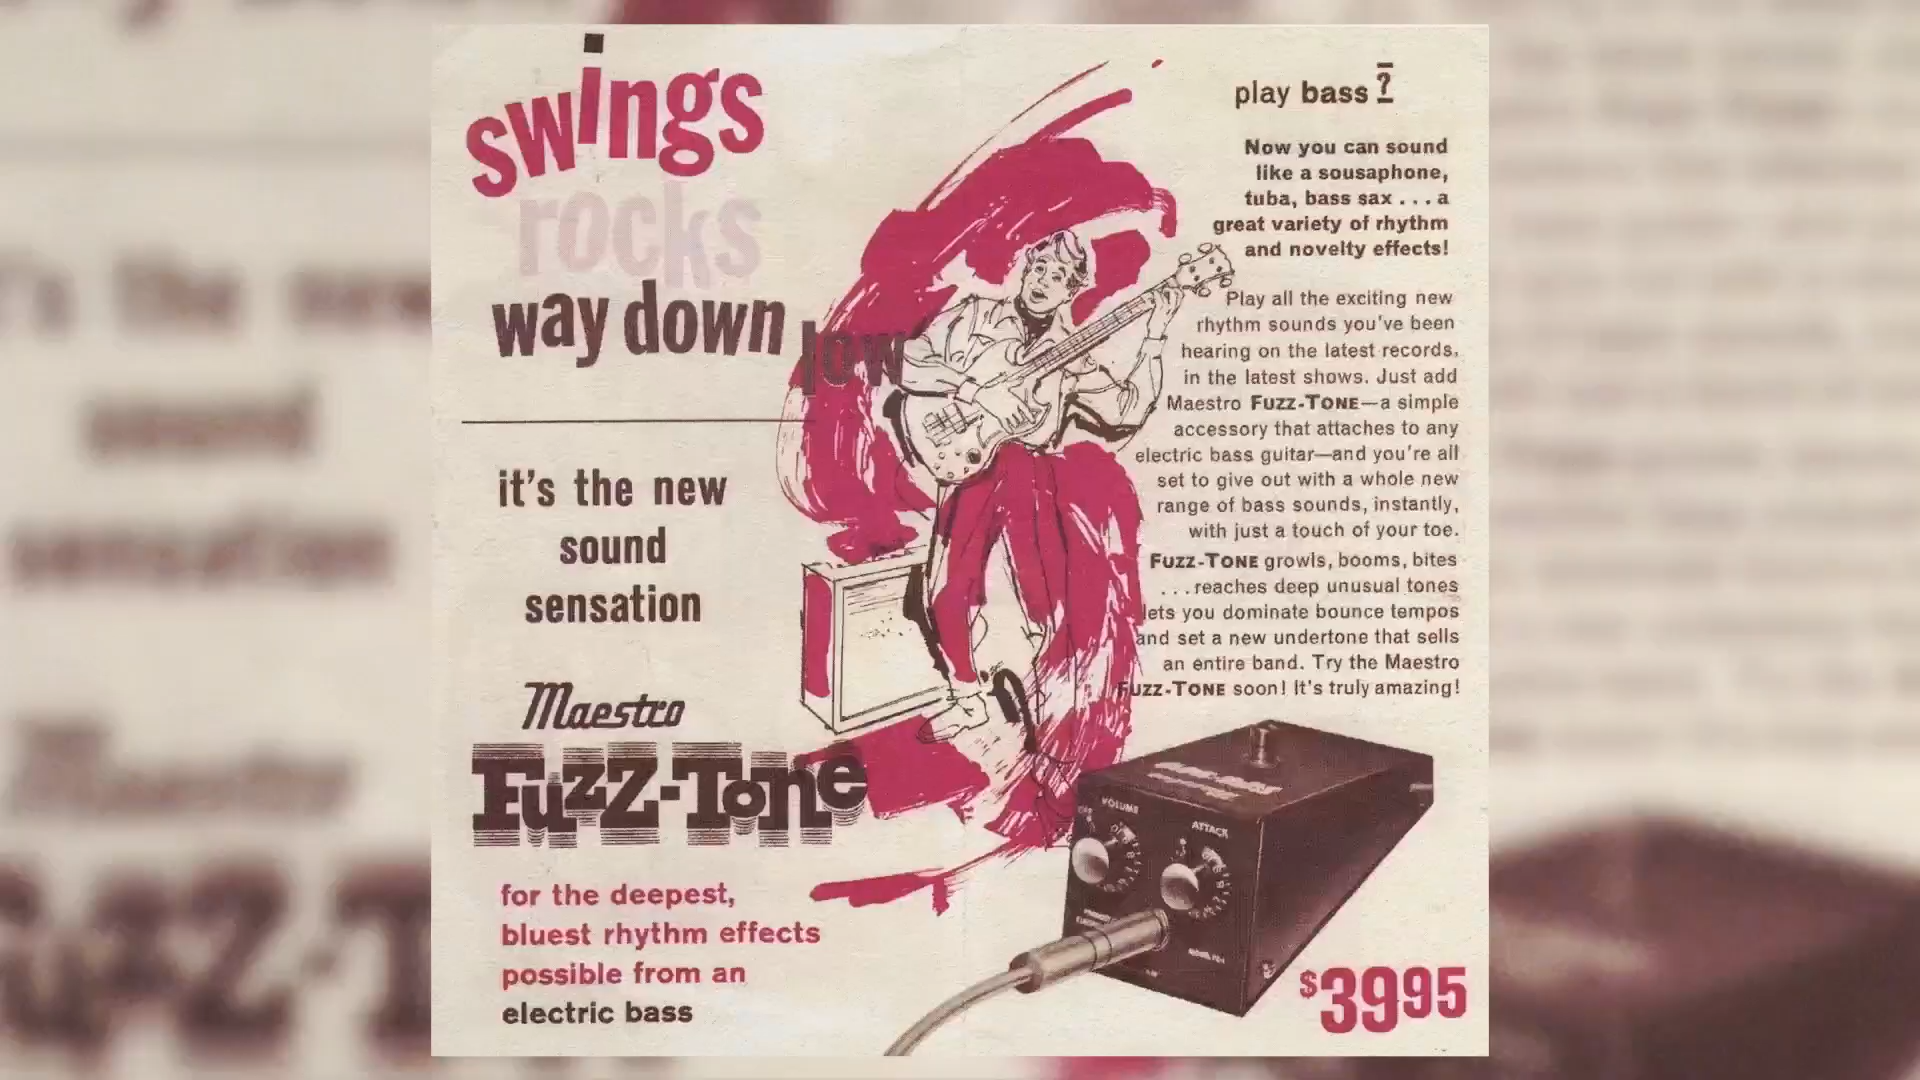 swings
rocks
way down low
it's the new
sound
sensation
Maestro
Fuzz-Tone
for the deepest,
bluest rhythm effects
possible from an
electric bass
play bass?
Now you can sound
like a sousaphone,
tuba, bass sax . . . a
great variety of rhythm
and novelty effects!
Play all the exciting new
rhythm sounds you've been
hearing on the latest records,
in the latest shows. Just add
Maestro FUZZ-TONE—a simple
accessory that attaches to any
electric bass guitar—and you're all
set to give out with a whole new
range of bass sounds, instantly,
with just a touch of your toe.
FUZZ-TONE growls, booms, bites
. . . reaches deep unusual tones
lets you dominate bounce tempos
and set a new undertone that sells
an entire band. Try the Maestro
FUZZ-TONE soon! It's truly amazing!
VOLUME
OFF
ATTACK
$3995